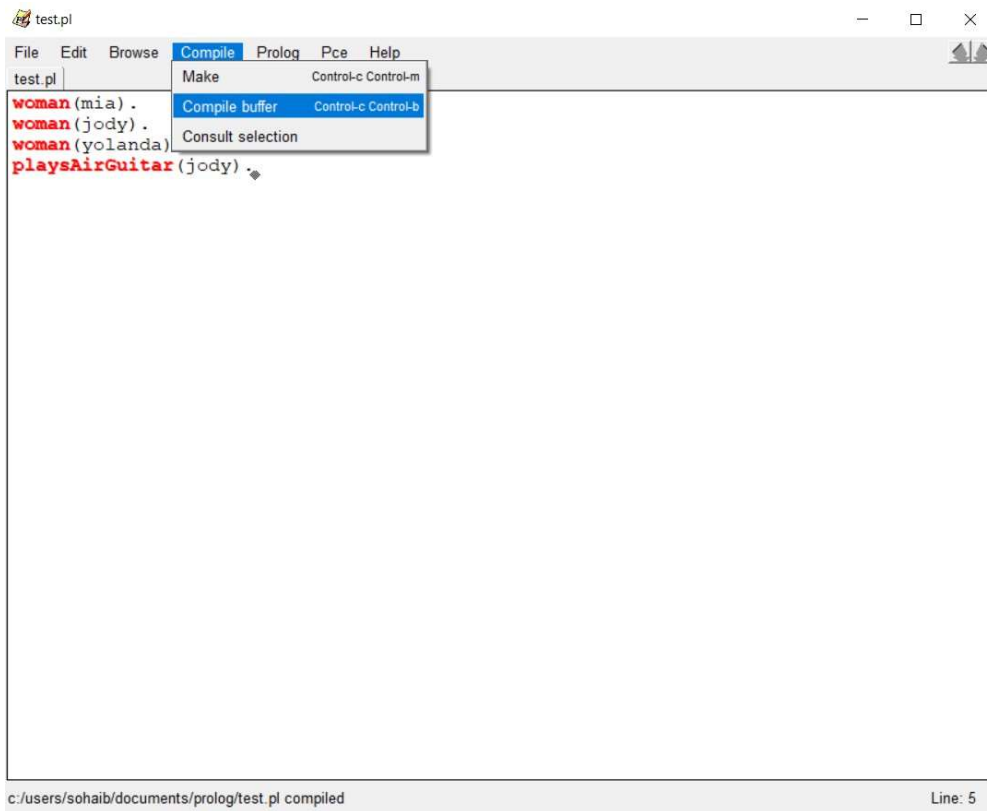 test.pl
File Edit Browse Compile Prolog Pce Help
test.pl
Make Control-c Control-m
Compile buffer Control-c Control-b
Consult selection
woman(mia).
woman(jody).
woman(yolanda)
playsAirGuitar(jody).
c:/users/sohaib/documents/prolog/test.pl compiled Line: 5